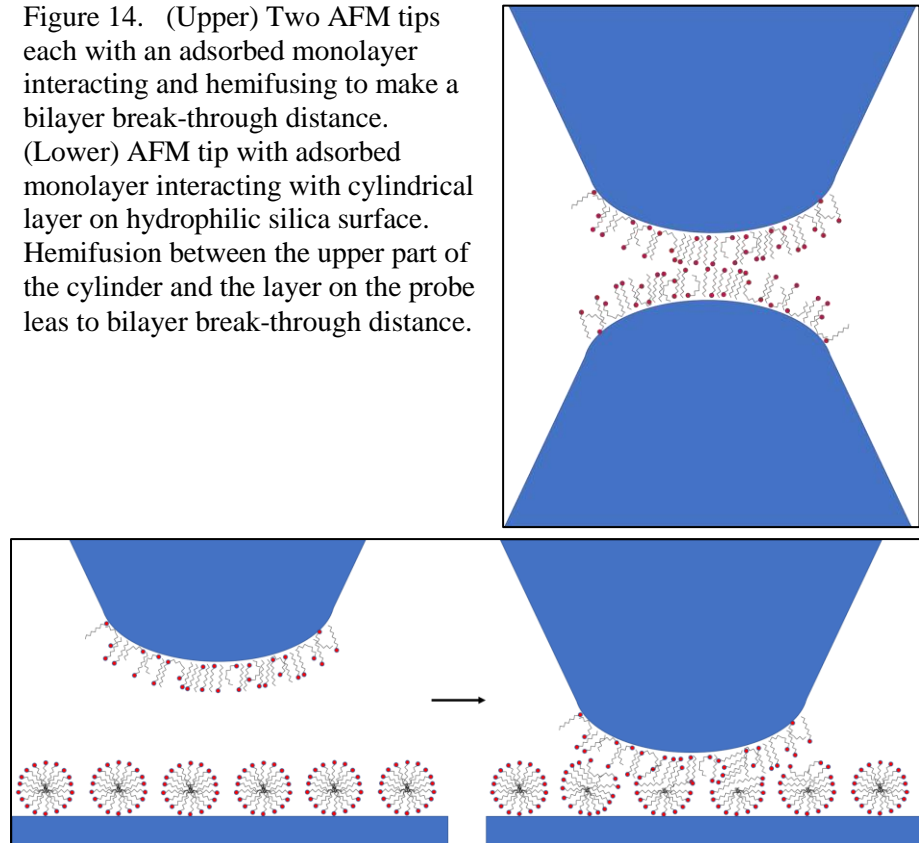 Figure 14.   (Upper) Two AFM tips
each with an adsorbed monolayer
interacting and hemifusing to make a
bilayer break-through distance.
(Lower) AFM tip with adsorbed
monolayer interacting with cylindrical
layer on hydrophilic silica surface.
Hemifusion between the upper part of
the cylinder and the layer on the probe
leas to bilayer break-through distance.